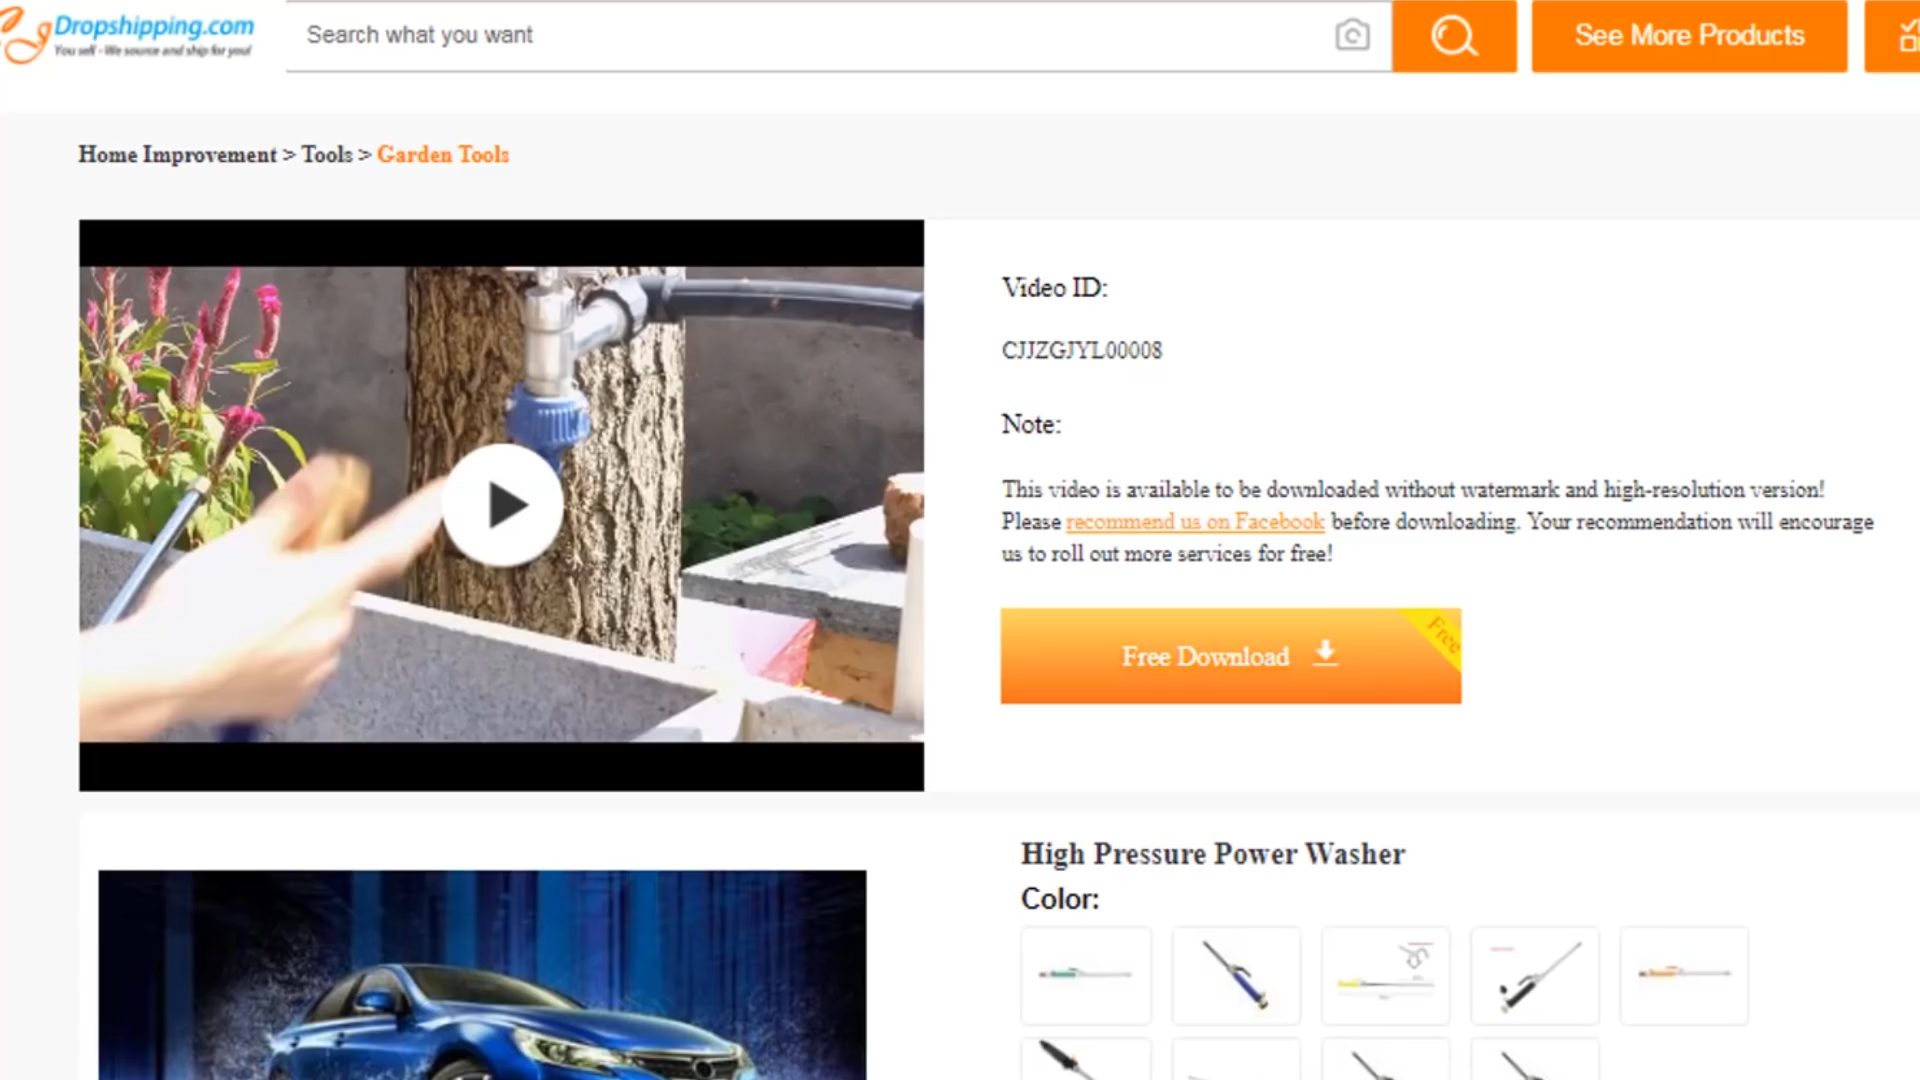 Dropshipping.com
You sell - We source and ship for you!
Search what you want
See More Products
Home Improvement > Tools > Garden Tools
Video ID:
CJJZGJYL00008
Note:
This video is available to be downloaded without watermark and high-resolution version!
Please recommend us on Facebook before downloading. Your recommendation will encourage
us to roll out more services for free!
Free Download
Free
High Pressure Power Washer
Color: